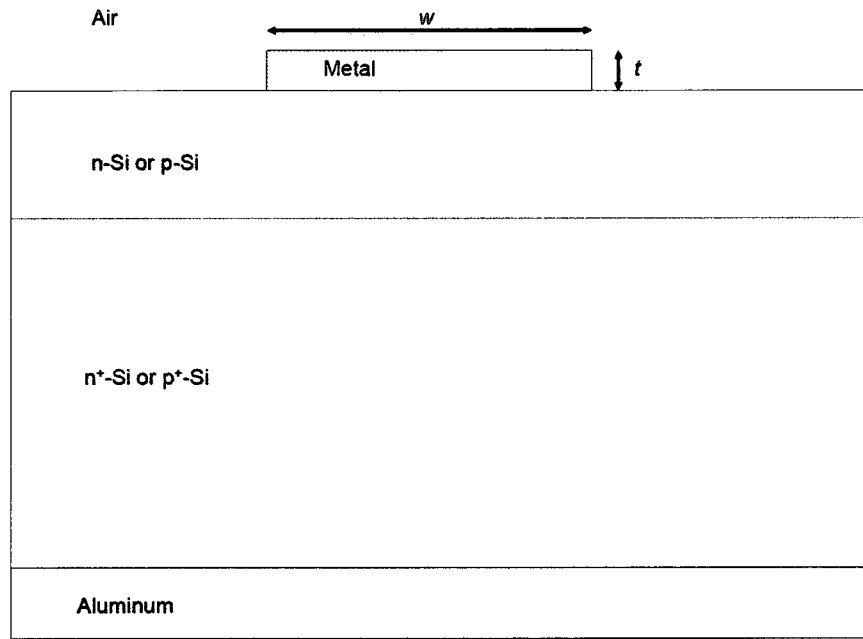 Air
w
Metal
t
n-Si or p-Si
n⁺-Si or p⁺-Si
Aluminum